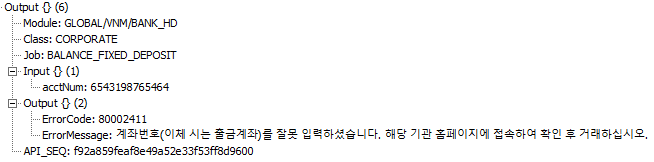 Output {} (6)
Module: GLOBAL/VNM/BANK_HD
Class: CORPORATE
Job: BALANCE_FIXED_DEPOSIT
Input {} (1)
acctNum: 6543198765464
Output {} (2)
ErrorCode: 80002411
ErrorMessage: 계좌번호(이체 시는 출금계좌)를 잘못 입력하셨습니다. 해당 기관 홈페이지에 접속하여 확인 후 거래하십시오.
API_SEQ: f92a859feaf8e49a52e33f53ff8d9600